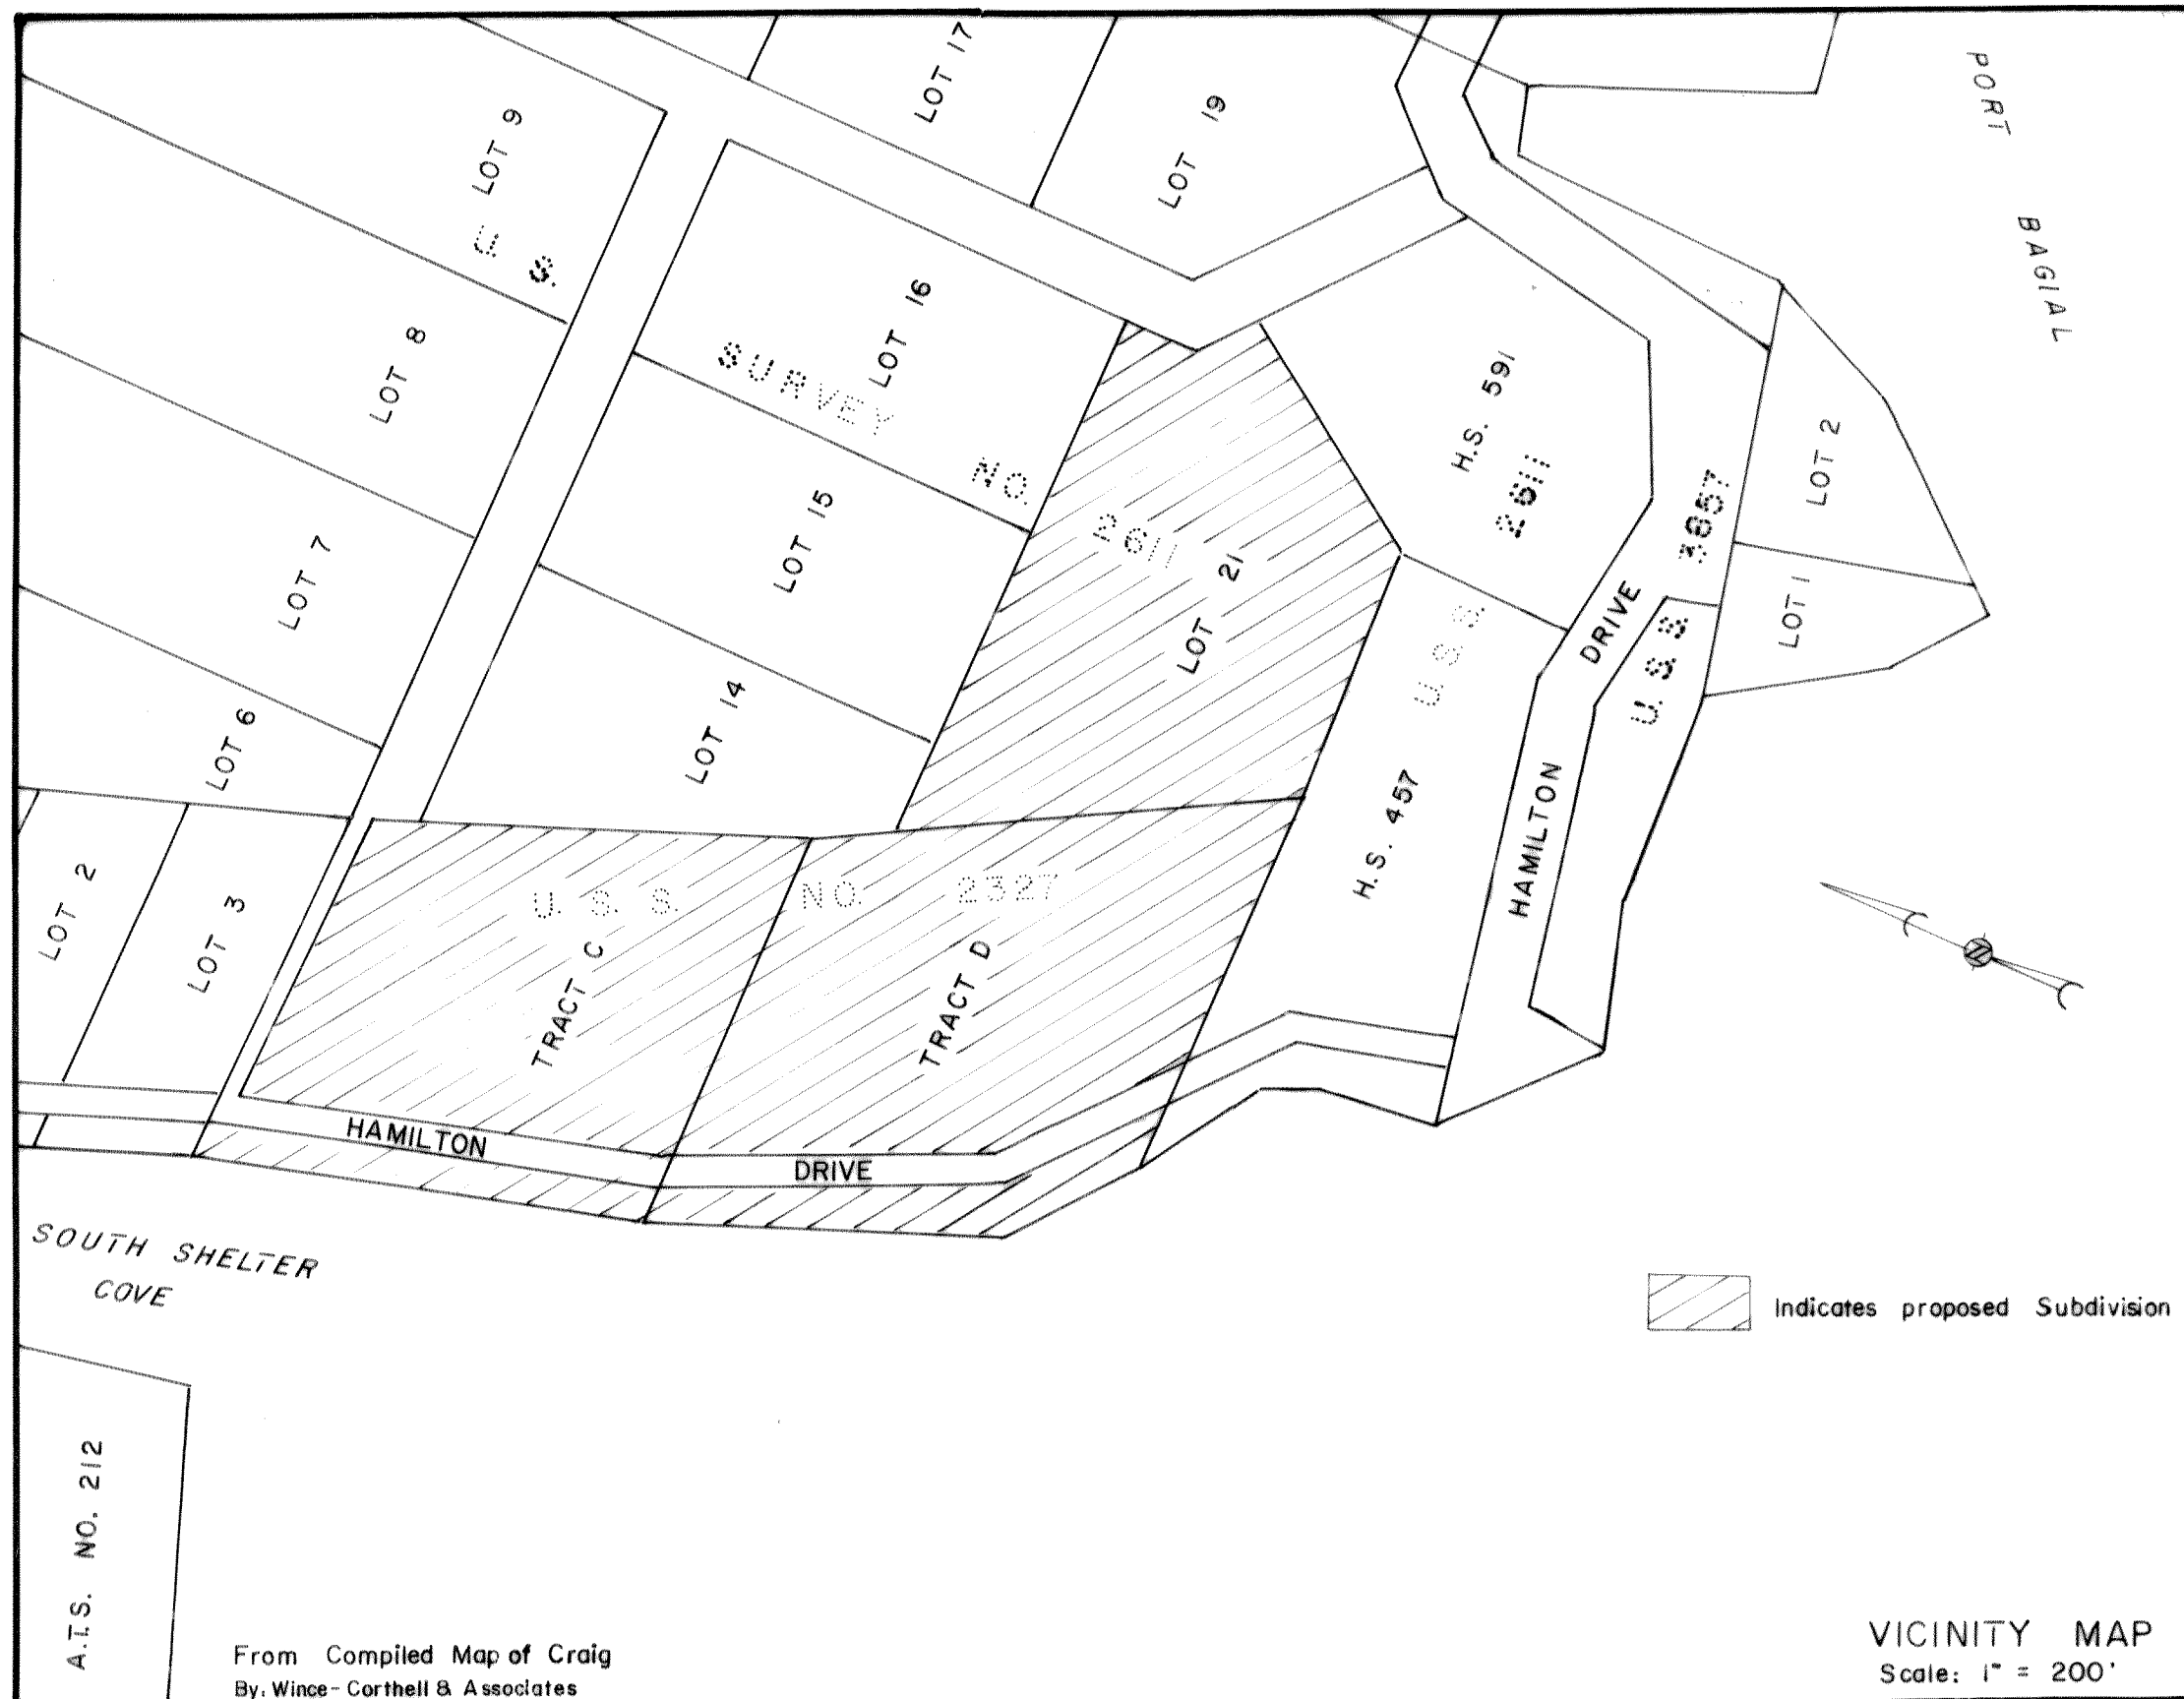 LOT 17
PORT BAGIAL
LOT 9
LOT 19
U. S.
SURVEY NO. 2611
LOT 16
LOT 8
H.S. 591
2611
LOT 2
3857
LOT 15
LOT 21
LOT 7
DRIVE
LOT 1
U.S.S.
U. S. S
LOT 14
LOT 6
H.S. 457
HAMILTON
LOT 2
LOT 3
U. S. S. NO. 2327
TRACT C
TRACT D
HAMILTON DRIVE
SOUTH SHELTER
COVE
Indicates proposed Subdivision
A.T.S. NO. 212
From Compiled Map of Craig
By: Wince-Corthell & Associates
VICINITY MAP
Scale: 1" = 200'